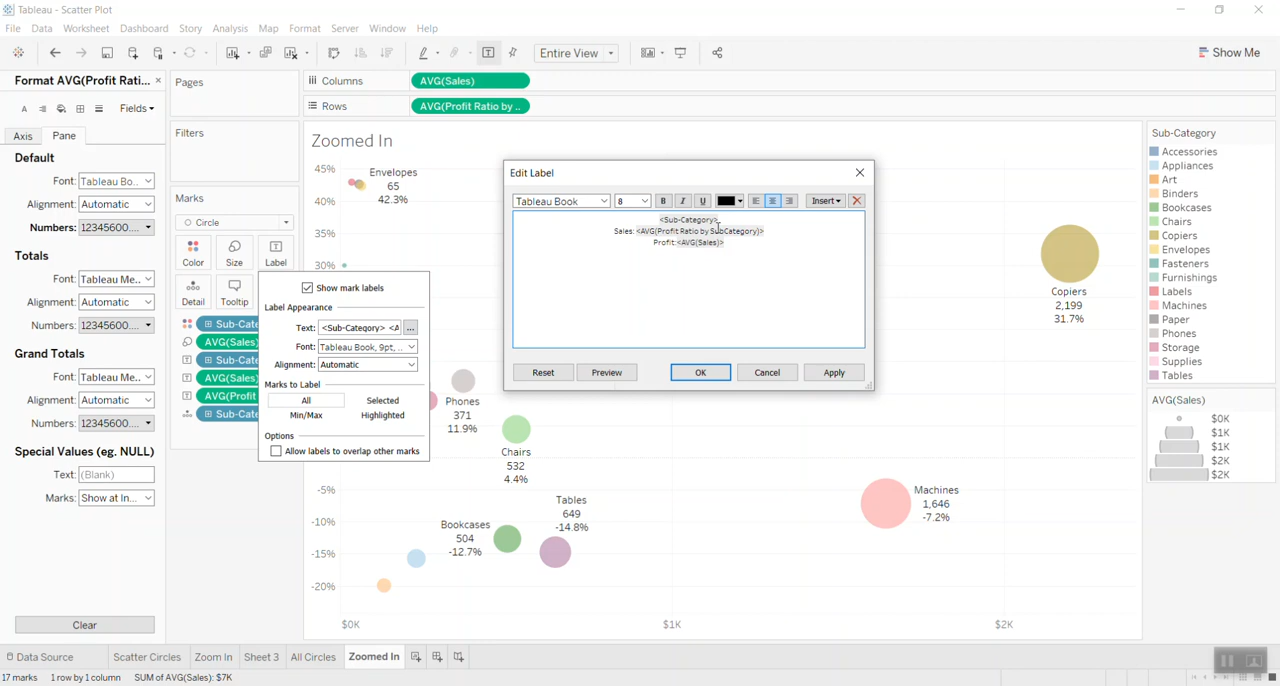 Tableau - Scatter Plot
File Data Worksheet Dashboard Story Analysis Map Format Server Window Help
Entire View
Show Me
Format AVG(Profit Rati... ×
Fields
Axis Pane
Default
Font: Tableau Bo..
Alignment: Automatic
Numbers: 12345600....
Totals
Font: Tableau Me..
Alignment: Automatic
Numbers: 12345600....
Grand Totals
Font: Tableau Me..
Alignment: Automatic
Numbers: 12345600....
Special Values (eg. NULL)
Text: (Blank)
Marks: Show at In...
Clear
Pages
Filters
Marks
Circle
Color Size Label
Detail Tooltip
Sub-Cate
AVG(Sales)
Sub-Cate
AVG(Sales)
AVG(Profit
Sub-Cate
Columns AVG(Sales)
Rows AVG(Profit Ratio by ..
Zoomed In
45%
40%
35%
30%
-5%
-10%
-15%
-20%
$0K $1K $2K
Envelopes
65
42.3%
Copiers
2,199
31.7%
Phones
371
11.9%
Chairs
532
4.4%
Tables
649
-14.8%
Bookcases
504
-12.7%
Machines
1,646
-7.2%
Show mark labels
Label Appearance
Text: <Sub-Category> <A ...
Font: Tableau Book, 9pt, ..
Alignment: Automatic
Marks to Label
All Selected
Min/Max Highlighted
Options
Allow labels to overlap other marks
Edit Label
Tableau Book 8 B I U Insert
<Sub-Category>
Sales: <AVG(Profit Ratio by SubCategory)>
Profit:<AVG(Sales)>
Reset Preview OK Cancel Apply
Sub-Category
Accessories
Appliances
Art
Binders
Bookcases
Chairs
Copiers
Envelopes
Fasteners
Furnishings
Labels
Machines
Paper
Phones
Storage
Supplies
Tables
AVG(Sales)
$0K
$1K
$1K
$2K
$2K
Data Source Scatter Circles Zoom In Sheet 3 All Circles Zoomed In
17 marks 1 row by 1 column SUM of AVG(Sales): $7K